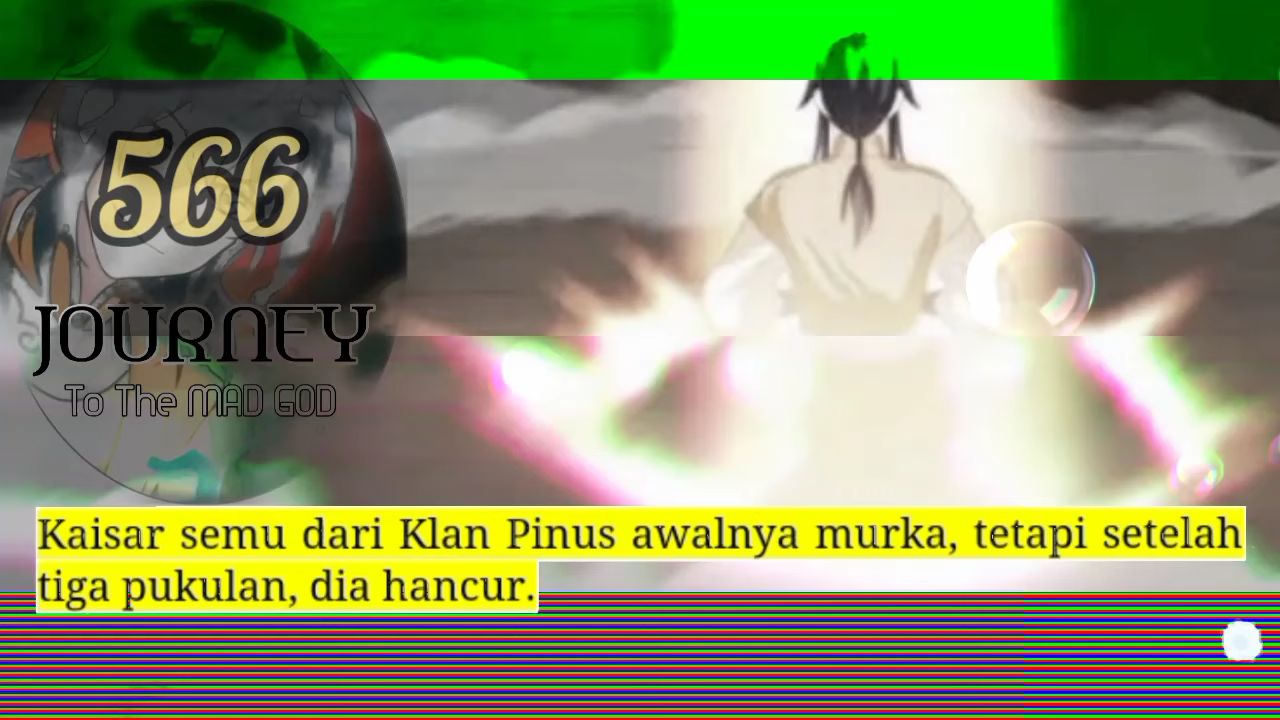 566
JOURNEY
To The MAD GOD
Kaisar semu dari Klan Pinus awalnya murka, tetapi setelah
tiga pukulan, dia hancur.